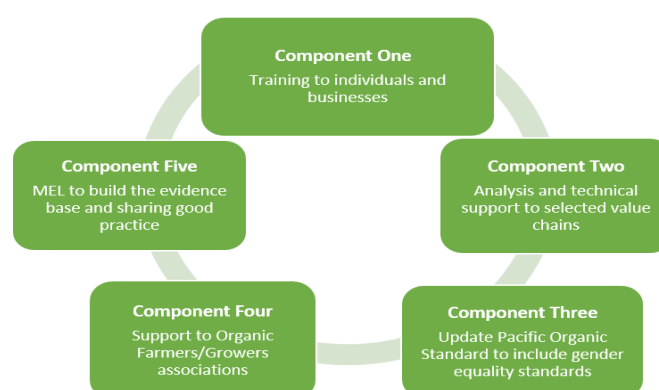 Component One
Training to individuals and
businesses
Component Two
Analysis and technical
support to selected value
chains
Component Three
Update Pacific Organic
Standard to include gender
equality standards
Component Four
Support to Organic
Farmers/Growers
associations
Component Five
MEL to build the evidence
base and sharing good
practice